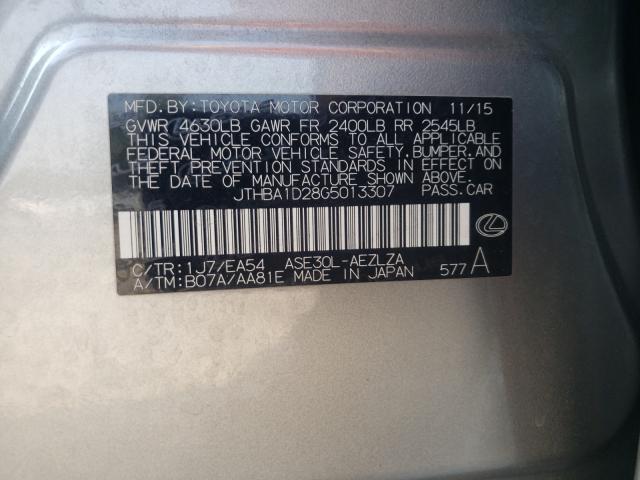 MFD. BY: TOYOTA MOTOR CORPORATION 11/15
GVWR 4630LB GAWR FR 2400LB RR 2545LB
THIS VEHICLE CONFORMS TO ALL APPLICABLE
FEDERAL MOTOR VEHICLE SAFETY, BUMPER, AND
THEFT PREVENTION STANDARDS IN EFFECT ON
THE DATE OF MANUFACTURE SHOWN ABOVE.
JTHBA1D28G5013307 PASS. CAR
C/TR: 1J7/EA54 ASE30L-AEZLZA
A/TM: B07A/AA81E MADE IN JAPAN 577 A